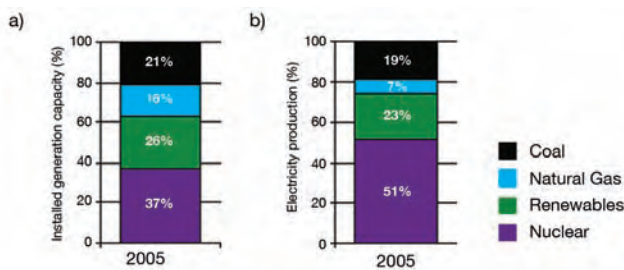 a)
Installed generation capacity (%)
100
80
60
40
20
0
21%
16%
26%
37%
2005
b)
Electricity production (%)
100
80
60
40
20
0
19%
7%
23%
51%
2005
Coal
Natural Gas
Renewables
Nuclear